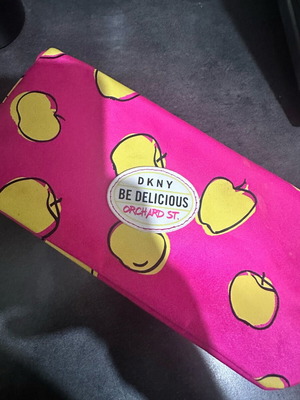 DKNY
BE DELICIOUS
ORCHARD ST.